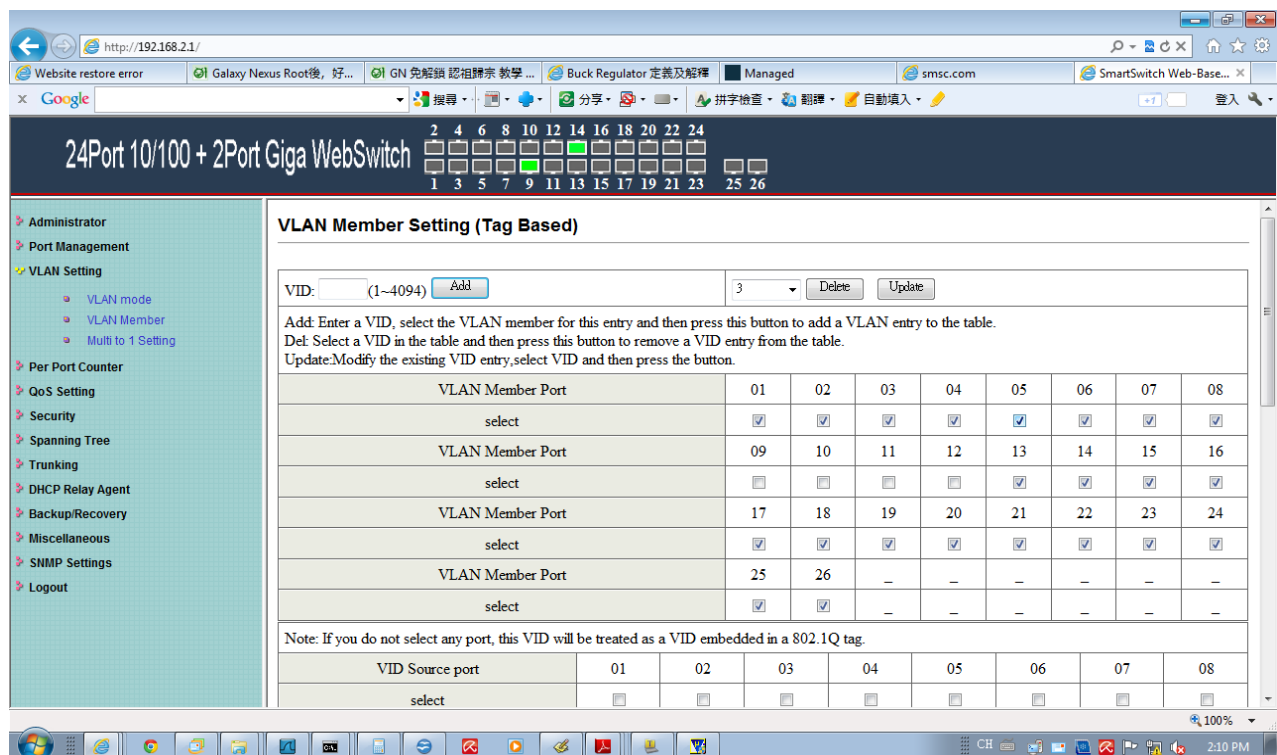 http://192.168.2.1/
Website restore error
Galaxy Nexus Root後，好...
GN 免解鎖 認祖歸宗 教學 ...
Buck Regulator 定義及解釋
Managed
smsc.com
SmartSwitch Web-Base...
x Google
搜尋
分享
拼字檢查
翻譯
自動填入
+1
登入
24Port 10/100 + 2Port Giga WebSwitch
2 4 6 8 10 12 14 16 18 20 22 24
1 3 5 7 9 11 13 15 17 19 21 23 25 26
Administrator
Port Management
VLAN Setting
VLAN mode
VLAN Member
Multi to 1 Setting
Per Port Counter
QoS Setting
Security
Spanning Tree
Trunking
DHCP Relay Agent
Backup/Recovery
Miscellaneous
SNMP Settings
Logout
VLAN Member Setting (Tag Based)
VID: (1~4094) Add 3 Delete Update
Add: Enter a VID, select the VLAN member for this entry and then press this button to add a VLAN entry to the table.
Del: Select a VID in the table and then press this button to remove a VID entry from the table.
Update:Modify the existing VID entry,select VID and then press the button.
VLAN Member Port 01 02 03 04 05 06 07 08
select
VLAN Member Port 09 10 11 12 13 14 15 16
select
VLAN Member Port 17 18 19 20 21 22 23 24
select
VLAN Member Port 25 26 _ _ _ _ _ _
select _ _ _ _ _ _
Note: If you do not select any port, this VID will be treated as a VID embedded in a 802.1Q tag.
VID Source port 01 02 03 04 05 06 07 08
select
100%
CH
2:10 PM